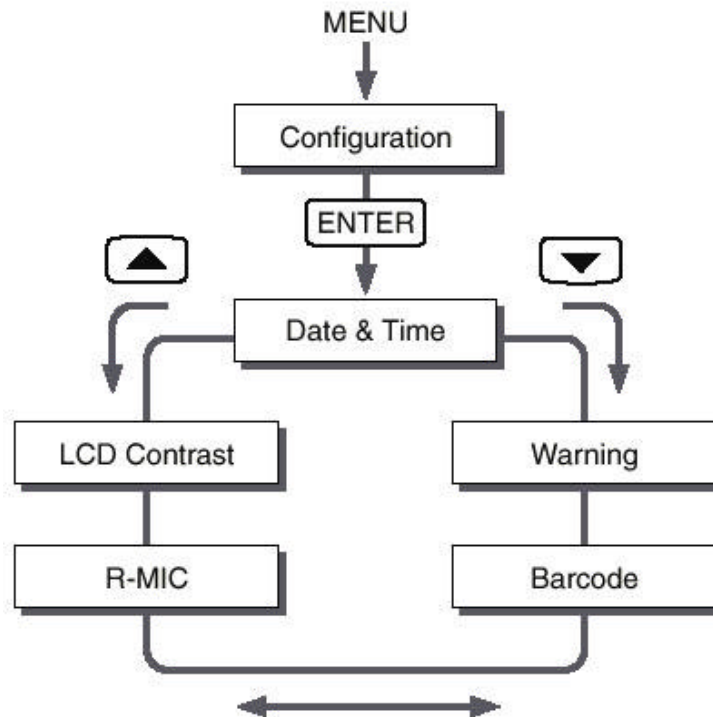 MENU
Configuration
ENTER
Date & Time
LCD Contrast
Warning
R-MIC
Barcode